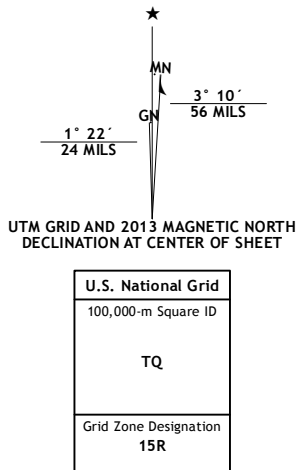 ★
MN
GN
3° 10´
56 MILS
1° 22´
24 MILS
UTM GRID AND 2013 MAGNETIC NORTH
DECLINATION AT CENTER OF SHEET
U.S. National Grid
100,000-m Square ID
TQ
Grid Zone Designation
15R